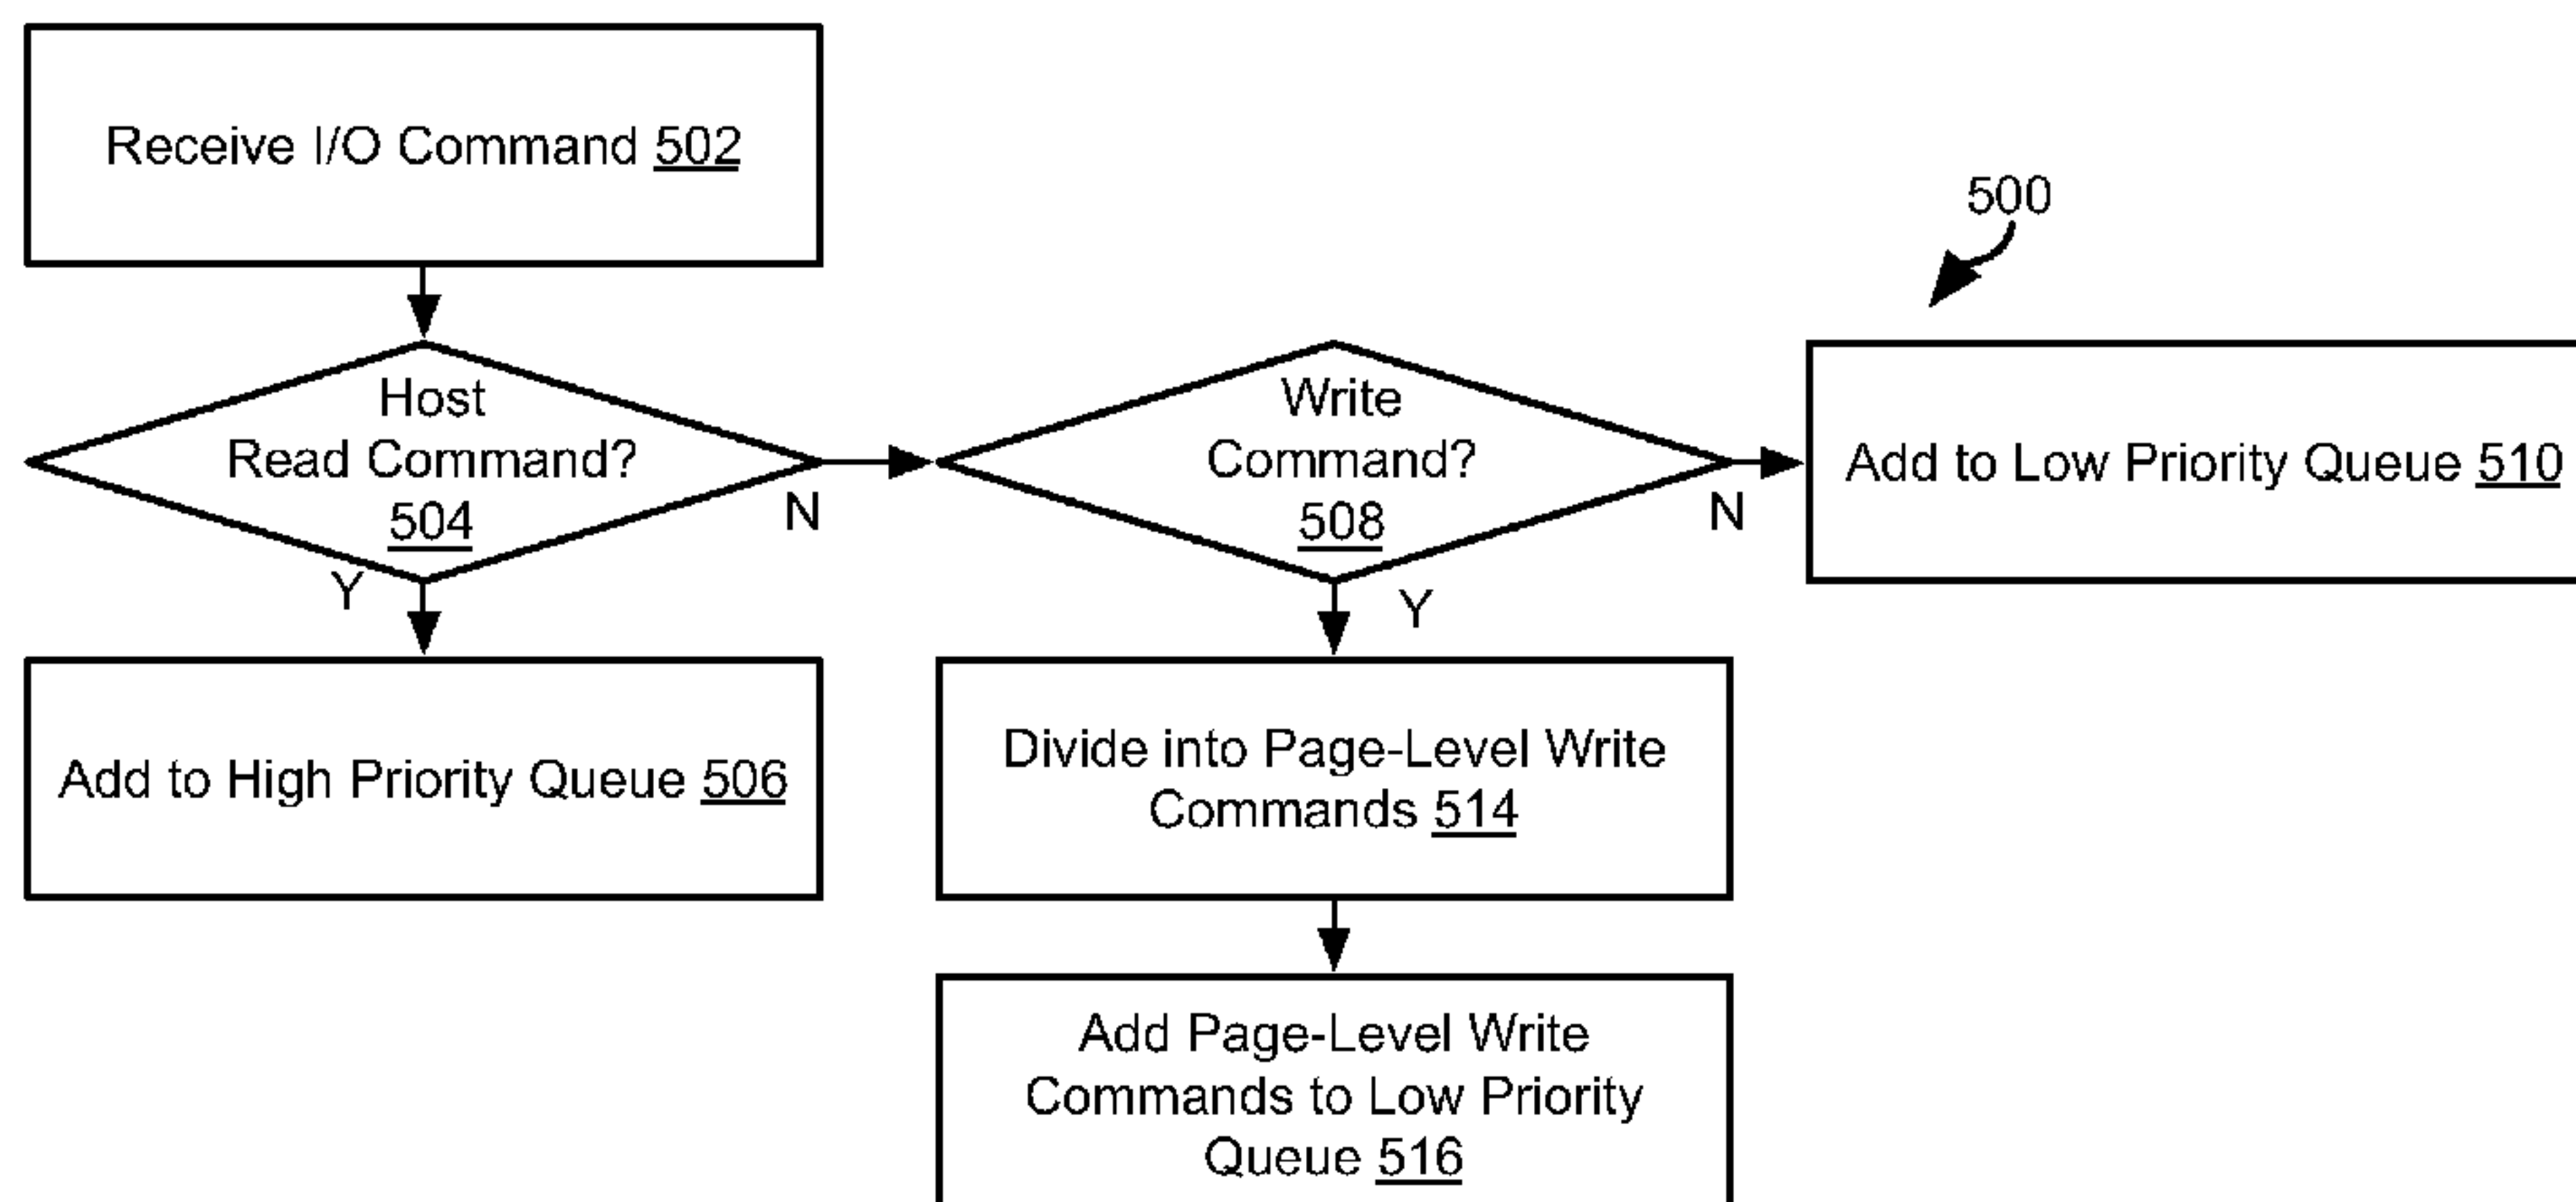 Receive I/O Command 502
500
Host
Read Command?
504
N
Y
Write
Command?
508
N
Y
Add to Low Priority Queue 510
Add to High Priority Queue 506
Divide into Page-Level Write
Commands 514
Add Page-Level Write
Commands to Low Priority
Queue 516